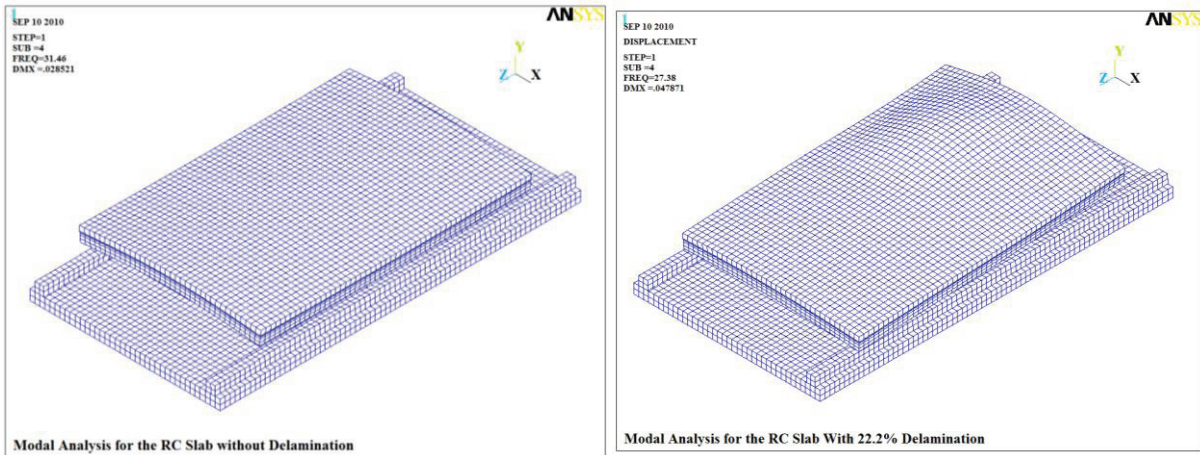 1
SEP 10 2010
STEP=1
SUB =4
FREQ=31.46
DMX =.028521
ANSYS
Y
Z X
Modal Analysis for the RC Slab without Delamination
1
SEP 10 2010
DISPLACEMENT
STEP=1
SUB =4
FREQ=27.38
DMX =.047871
ANSYS
Y
Z X
Modal Analysis for the RC Slab With 22.2% Delamination